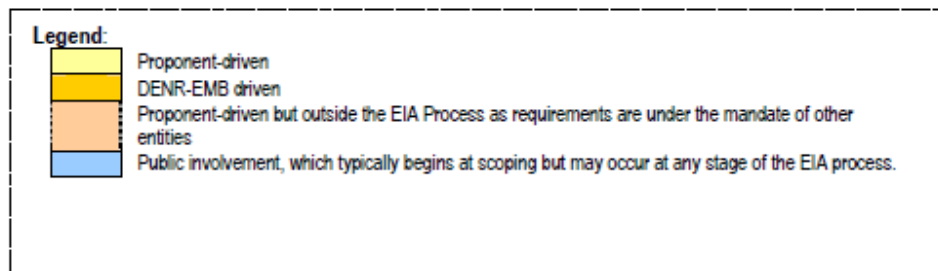 Legend:
Proponent-driven
DENR-EMB driven
Proponent-driven but outside the EIA Process as requirements are under the mandate of other
entities
Public involvement, which typically begins at scoping but may occur at any stage of the EIA process.